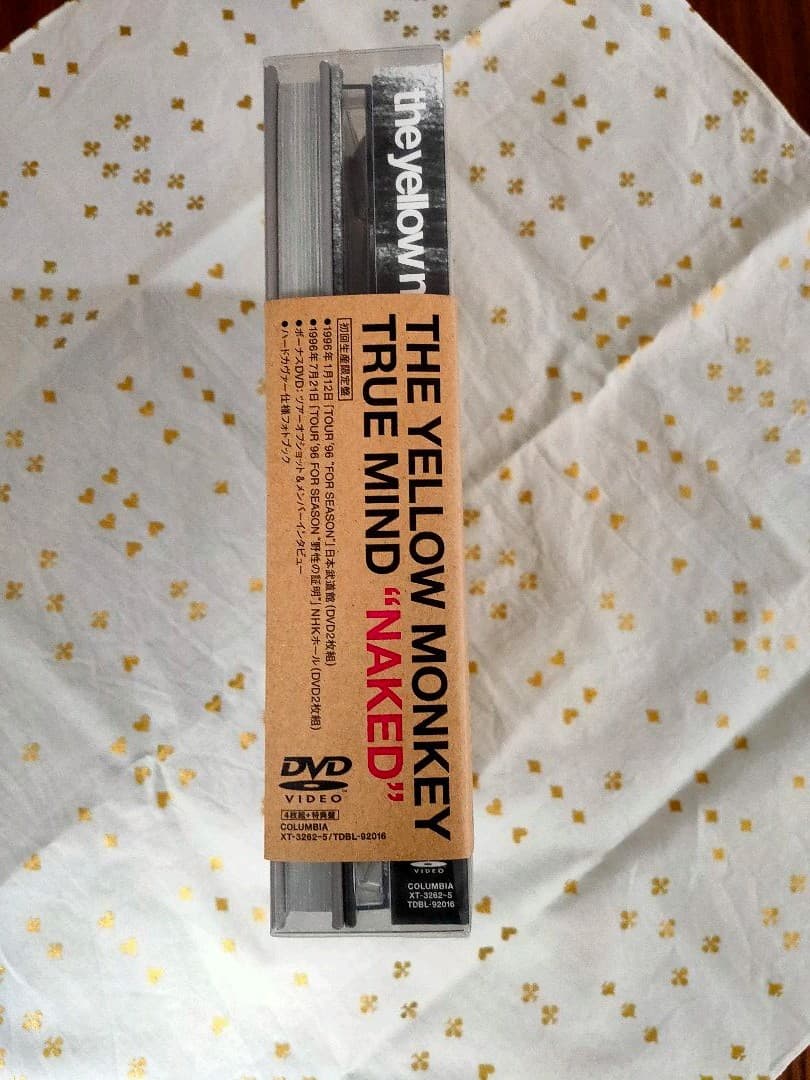 theyellow
THE YELLOW MONKEY
TRUE MIND “NAKED”
初回生産限定盤
●1996年1月12日「TOUR '96 “FOR SEASON”」日本武道館(DVD2枚組)
●1996年7月21日「TOUR '96 FOR SEASON “野性の証明”」NHKホール(DVD2枚組)
●ボーナスDVD:ツアーオフショット&メンバーインタビュー
●ハードカヴァー仕様フォトブック
DVD
VIDEO
4枚組+特典盤
COLUMBIA
XT-3262~5/TDBL-92016
VIDEO
COLUMBIA
XT-3262~5
TDBL-92016